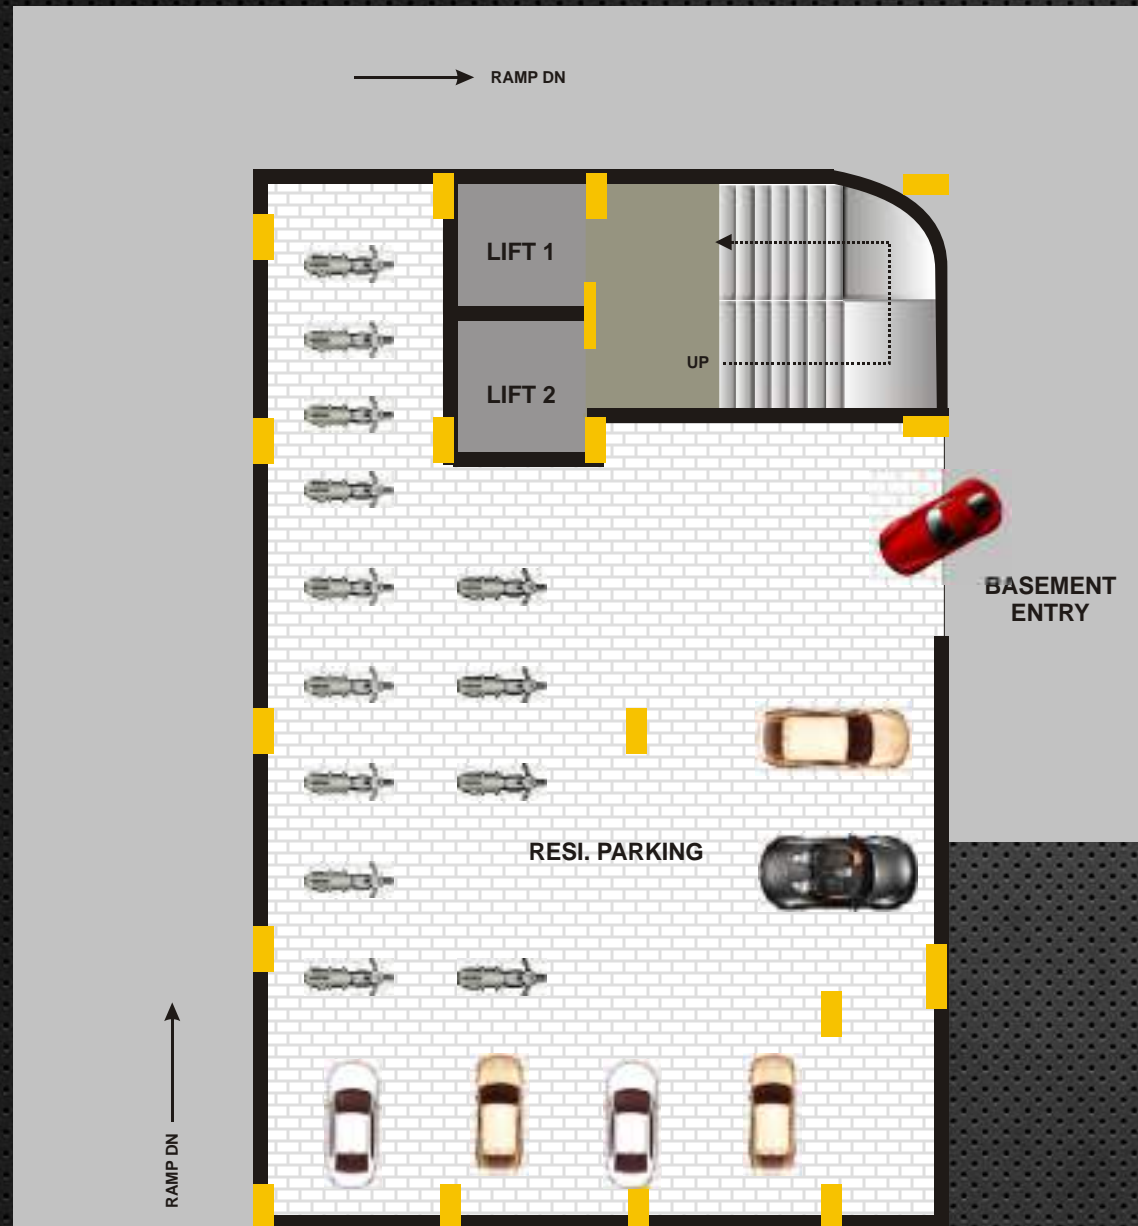 RAMP DN
LIFT 1
LIFT 2
UP
BASEMENT
ENTRY
RESI. PARKING
RAMP DN